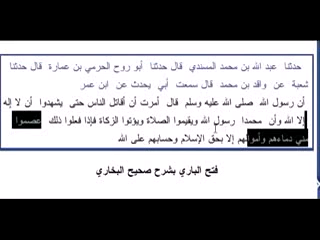 حدثنا عبد الله بن محمد المسندي قال حدثنا أبو روح الحرمي بن عمارة قال حدثنا
شعبة عن واقد بن محمد قال سمعت أبي يحدث عن ابن عمر
أن رسول الله صلى الله عليه وسلم قال أمرت أن أقاتل الناس حتى يشهدوا أن لا إله
إلا الله وأن محمدا رسول الله ويقيموا الصلاة ويؤتوا الزكاة فإذا فعلوا ذلك عصموا
مني دماءهم وأموالهم إلا بحق الإسلام وحسابهم على الله
فتح الباري بشرح صحيح البخاري